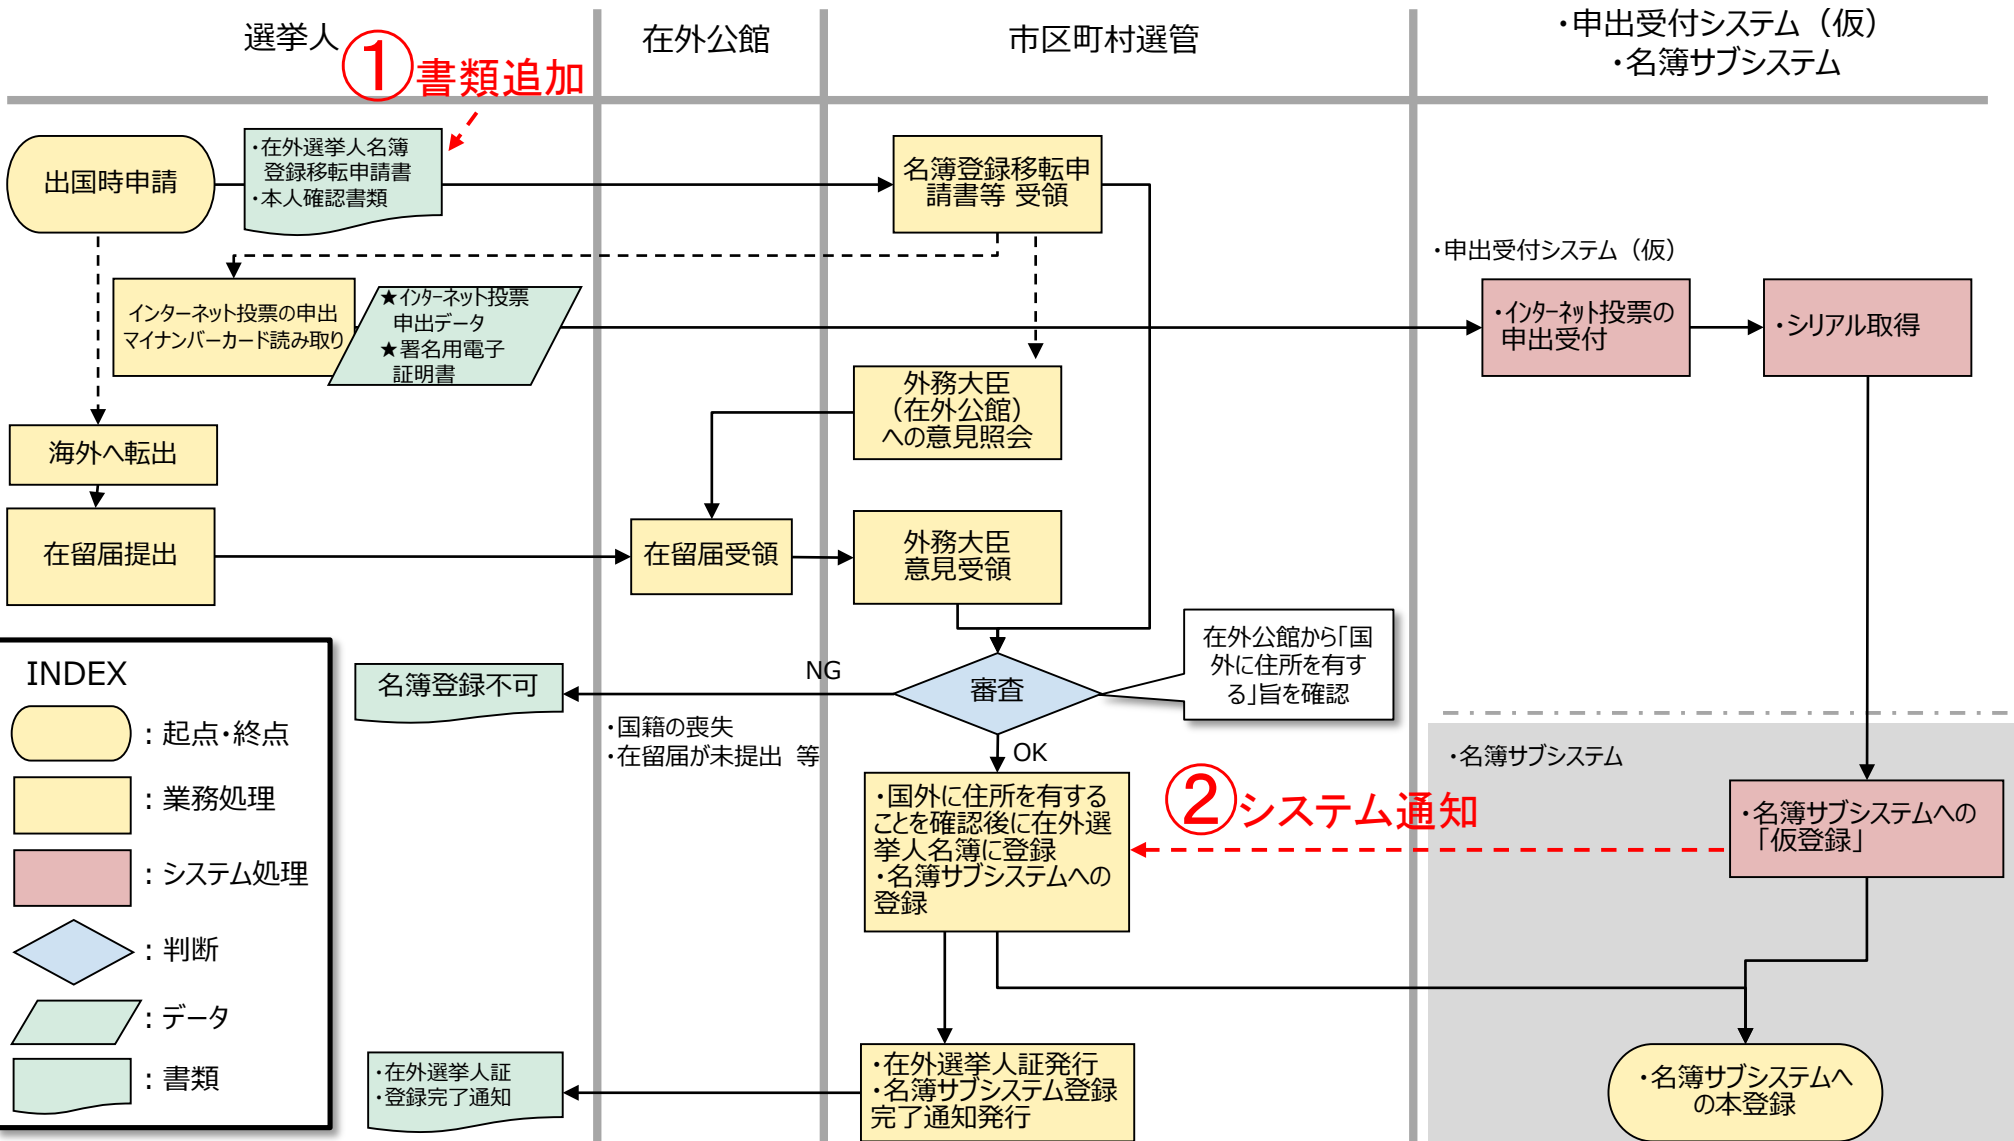 選挙人
在外公館
市区町村選管
・申出受付システム（仮）
・名簿サブシステム
①書類追加
出国時申請
・在外選挙人名簿
登録移転申請書
・本人確認書類
名簿登録移転申
請書等 受領
・申出受付システム（仮）
インターネット投票の申出
マイナンバーカード読み取り
★インターネット投票
申出データ
★署名用電子
証明書
・インターネット投票の
申出受付
・シリアル取得
外務大臣
（在外公館）
への意見照会
海外へ転出
在留届提出
在留届受領
外務大臣
意見受領
在外公館から「国
外に住所を有す
る」旨を確認
審査
NG
名簿登録不可
・国籍の喪失
・在留届が未提出 等
OK
・名簿サブシステム
・国外に住所を有する
ことを確認後に在外選
挙人名簿に登録
・名簿サブシステムへの
登録
②システム通知
・名簿サブシステムへの
「仮登録」
・在外選挙人証発行
・名簿サブシステム登録
完了通知発行
・在外選挙人証
・登録完了通知
・名簿サブシステムへ
の本登録
INDEX
：起点・終点
：業務処理
：システム処理
：判断
：データ
：書類